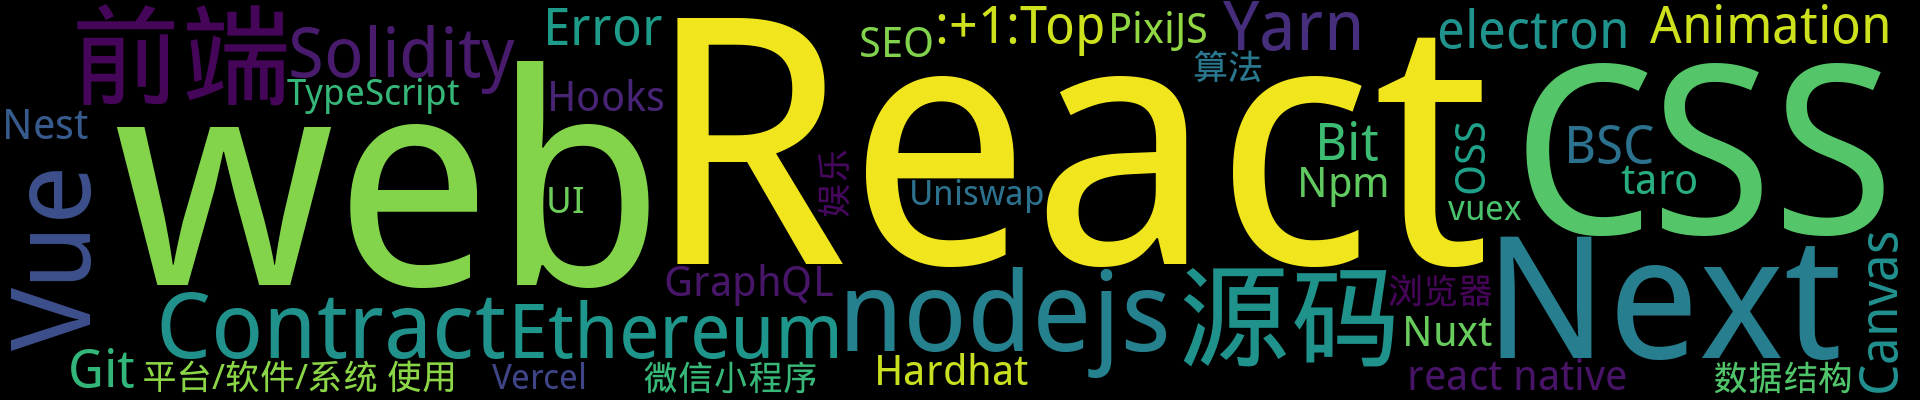 前端
Solidity
Error
React
SEO
:+1:Top
PixiJS
Yarn
electron
Animation
算法
TypeScript
Hooks
web
CSS
Nest
Vue
UI
娱乐
Uniswap
Bit
Npm
OSS
vuex
BSC
taro
GraphQL
Contract
Ethereum
nodejs
源码
浏览器
Nuxt
Next
Canvas
Git
平台/软件/系统 使用
Vercel
微信小程序
Hardhat
react native
数据结构